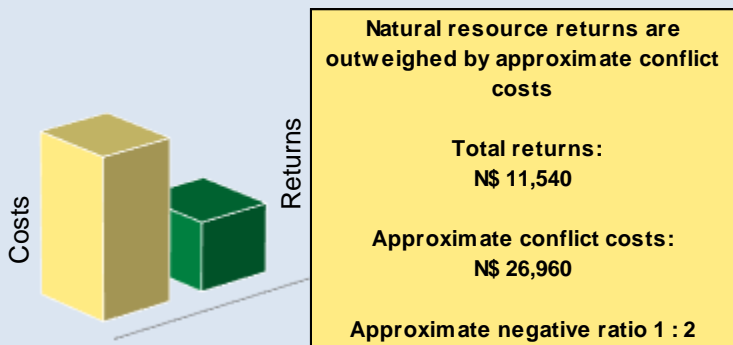 Costs
Returns
Natural resource returns are
outweighed by approximate conflict
costs
Total returns:
N$ 11,540
Approximate conflict costs:
N$ 26,960
Approximate negative ratio 1 : 2